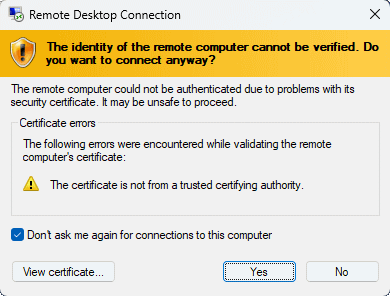 Remote Desktop Connection
The identity of the remote computer cannot be verified. Do
you want to connect anyway?
The remote computer could not be authenticated due to problems with its
security certificate. It may be unsafe to proceed.
Certificate errors
The following errors were encountered while validating the remote
computer's certificate:
The certificate is not from a trusted certifying authority.
Don't ask me again for connections to this computer
View certificate...
Yes
No